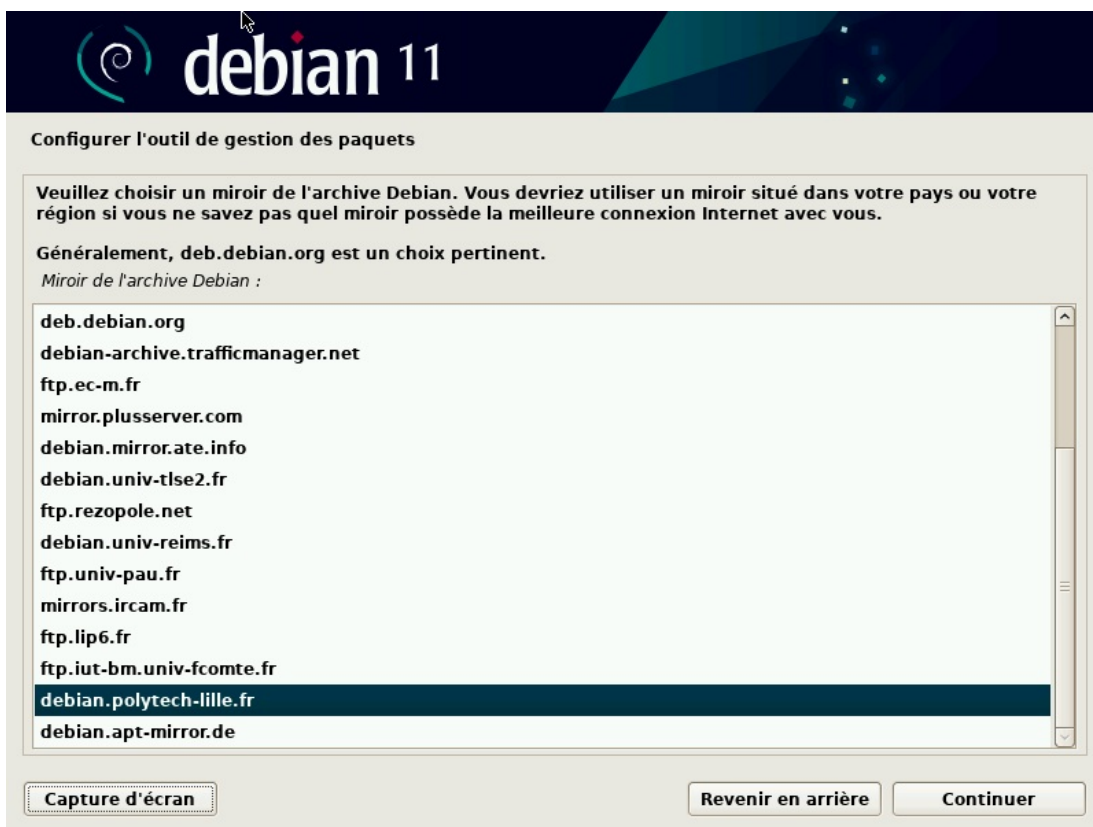 debian 11
Configurer l'outil de gestion des paquets
Veuillez choisir un miroir de l'archive Debian. Vous devriez utiliser un miroir situé dans votre pays ou votre
région si vous ne savez pas quel miroir possède la meilleure connexion Internet avec vous.
Généralement, deb.debian.org est un choix pertinent.
Miroir de l'archive Debian :
deb.debian.org
debian-archive.trafficmanager.net
ftp.ec-m.fr
mirror.plusserver.com
debian.mirror.ate.info
debian.univ-tlse2.fr
ftp.rezopole.net
debian.univ-reims.fr
ftp.univ-pau.fr
mirrors.ircam.fr
ftp.lip6.fr
ftp.iut-bm.univ-fcomte.fr
debian.polytech-lille.fr
debian.apt-mirror.de
Capture d'écran
Revenir en arrière
Continuer